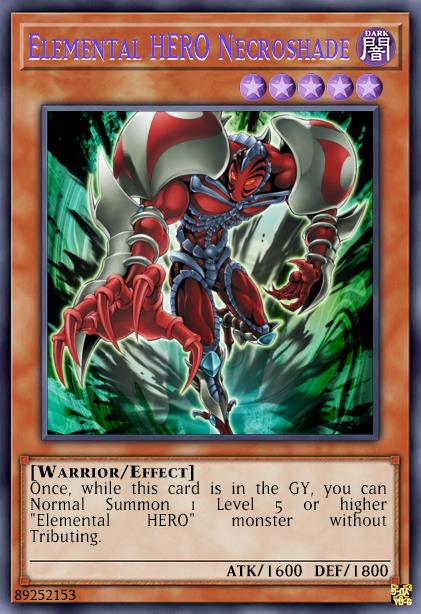 Elemental HERO Necroshade
DARK
闇
[Warrior/Effect]
Once, while this card is in the GY, you can
Normal Summon 1 Level 5 or higher
"Elemental HERO" monster without
Tributing.
ATK/1600 DEF/1800
89252153